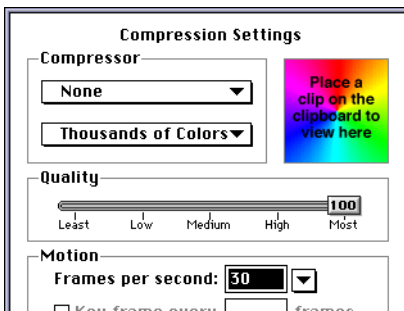 Compression Settings
Compressor
None
Thousands of Colors
Place a
clip on the
clipboard to
view here
Quality
100
Least Low Medium High Most
Motion
Frames per second: 30
Key frame every frames